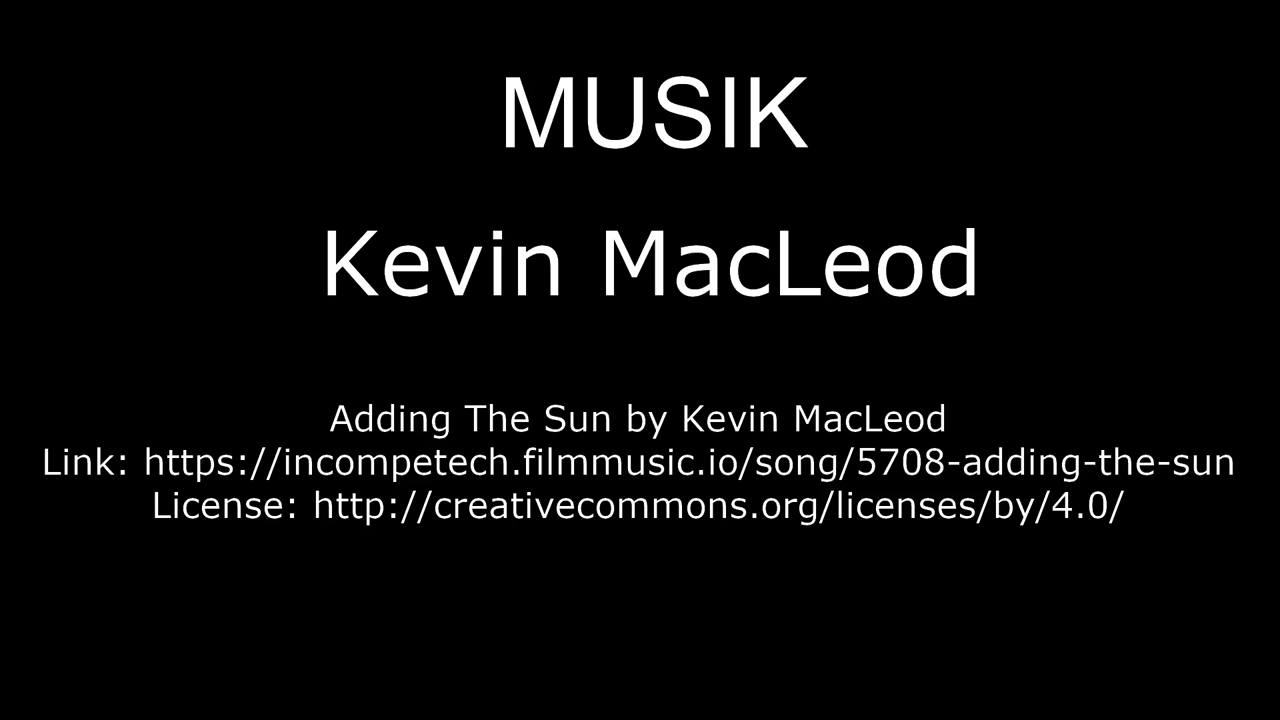 MUSIK
Kevin MacLeod
Adding The Sun by Kevin MacLeod
Link: https://incompetech.filmmusic.io/song/5708-adding-the-sun
License: http://creativecommons.org/licenses/by/4.0/